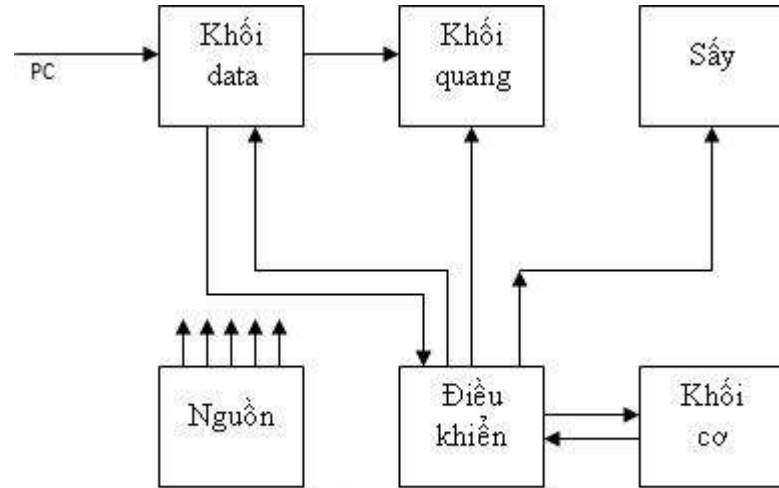 PC
Khối
data
Khối
quang
Sấy
Nguồn
Điều
khiển
Khối
cơ